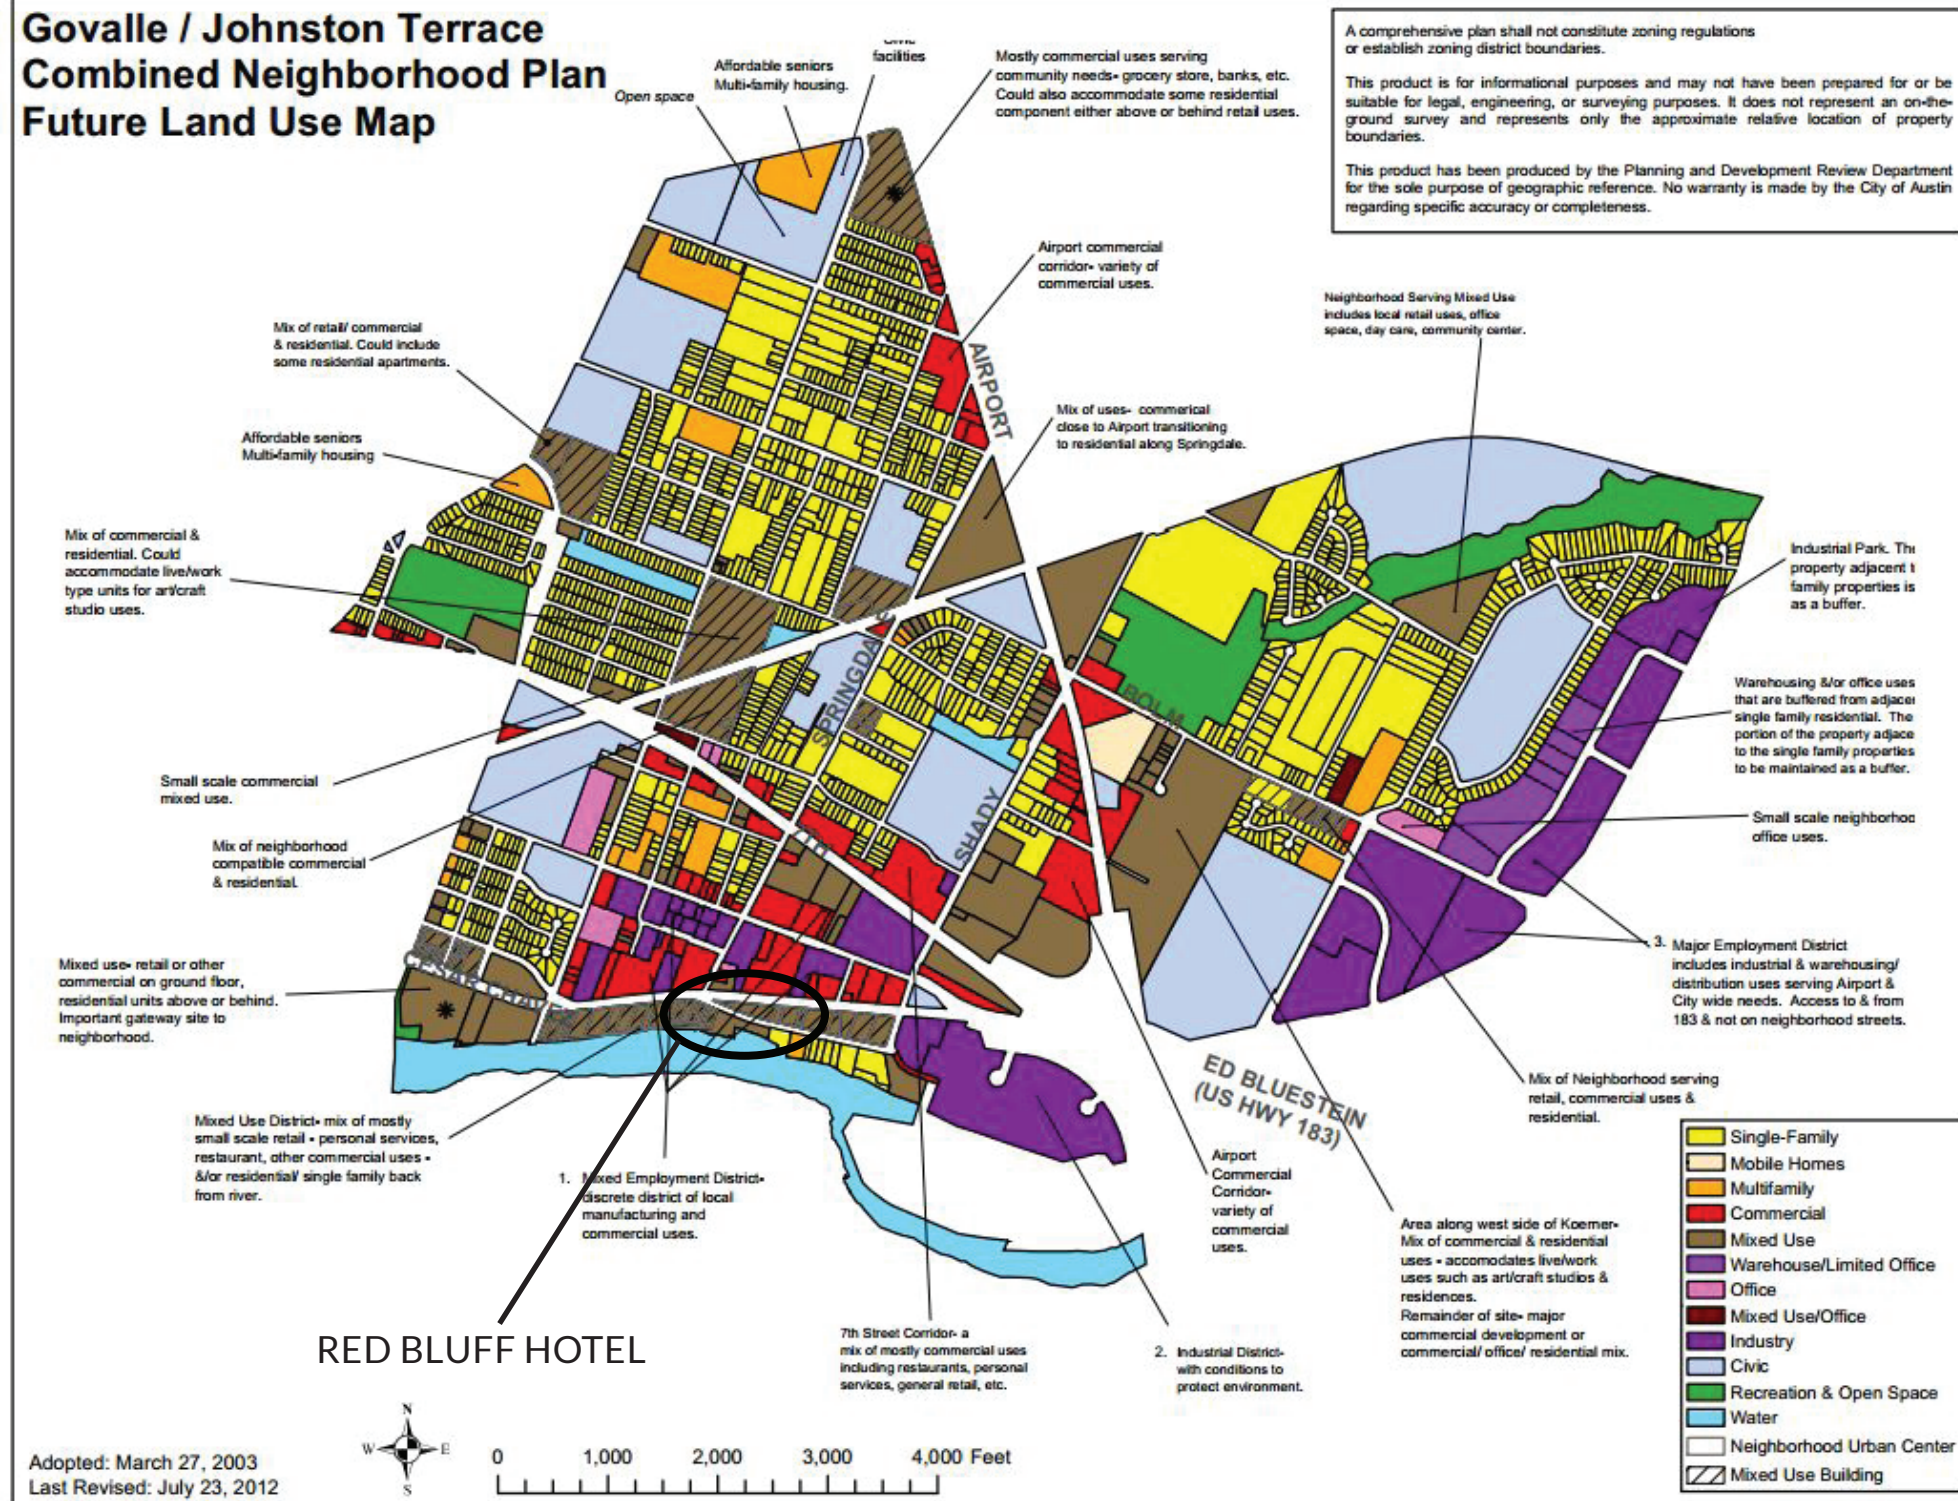 Govalle / Johnston Terrace
Combined Neighborhood Plan
Future Land Use Map
A comprehensive plan shall not constitute zoning regulations
or establish zoning district boundaries.
This product is for informational purposes and may not have been prepared for or be
suitable for legal, engineering, or surveying purposes. It does not represent an on-the-
ground survey and represents only the approximate relative location of property
boundaries.
This product has been produced by the Planning and Development Review Department
for the sole purpose of geographic reference. No warranty is made by the City of Austin
regarding specific accuracy or completeness.
Open space
Affordable seniors
Multi-family housing.
facilities
Mostly commercial uses serving
community needs- grocery store, banks, etc.
Could also accommodate some residential
component either above or behind retail uses.
Airport commercial
corridor- variety of
commercial uses.
Neighborhood Serving Mixed Use
includes local retail uses, office
space, day care, community center.
Mix of retail/ commercial
& residential. Could include
some residential apartments.
AIRPORT
Mix of uses- commerical
close to Airport transitioning
to residential along Springdale.
Affordable seniors
Multi-family housing
Mix of commercial &
residential. Could
accommodate live/work
type units for art/craft
studio uses.
Industrial Park. The
property adjacent t
family properties is
as a buffer.
SPRINGDALE
BOLM
Warehousing &/or office uses
that are buffered from adjacen
single family residential. The
portion of the property adjace
to the single family properties
to be maintained as a buffer.
Small scale commercial
mixed use.
Small scale neighborhoo
office uses.
SHADY
7TH
Mix of neighborhood
compatible commercial
& residential.
CESAR CHAV
Mixed use- retail or other
commercial on ground floor,
residential units above or behind.
Important gateway site to
neighborhood.
3. Major Employment District
includes industrial & warehousing/
distribution uses serving Airport &
City wide needs. Access to & from
183 & not on neighborhood streets.
ED BLUESTEIN
(US HWY 183)
Mix of Neighborhood serving
retail, commercial uses &
residential.
Mixed Use District- mix of mostly
small scale retail - personal services,
restaurant, other commercial uses -
&/or residential/ single family back
from river.
1. Mixed Employment District-
discrete district of local
manufacturing and
commercial uses.
Airport
Commercial
Corridor-
variety of
commercial
uses.
Area along west side of Koerner-
Mix of commercial & residential
uses - accomodates live/work
uses such as art/craft studios &
residences.
Remainder of site- major
commercial development or
commercial/ office/ residential mix.
RED BLUFF HOTEL
7th Street Corridor- a
mix of mostly commercial uses
including restaurants, personal
services, general retail, etc.
2. Industrial District-
with conditions to
protect environment.
Single-Family
Mobile Homes
Multifamily
Commercial
Mixed Use
Warehouse/Limited Office
Office
Mixed Use/Office
Industry
Civic
Recreation & Open Space
Water
Neighborhood Urban Center
Mixed Use Building
N
W E
S
0 1,000 2,000 3,000 4,000 Feet
Adopted: March 27, 2003
Last Revised: July 23, 2012